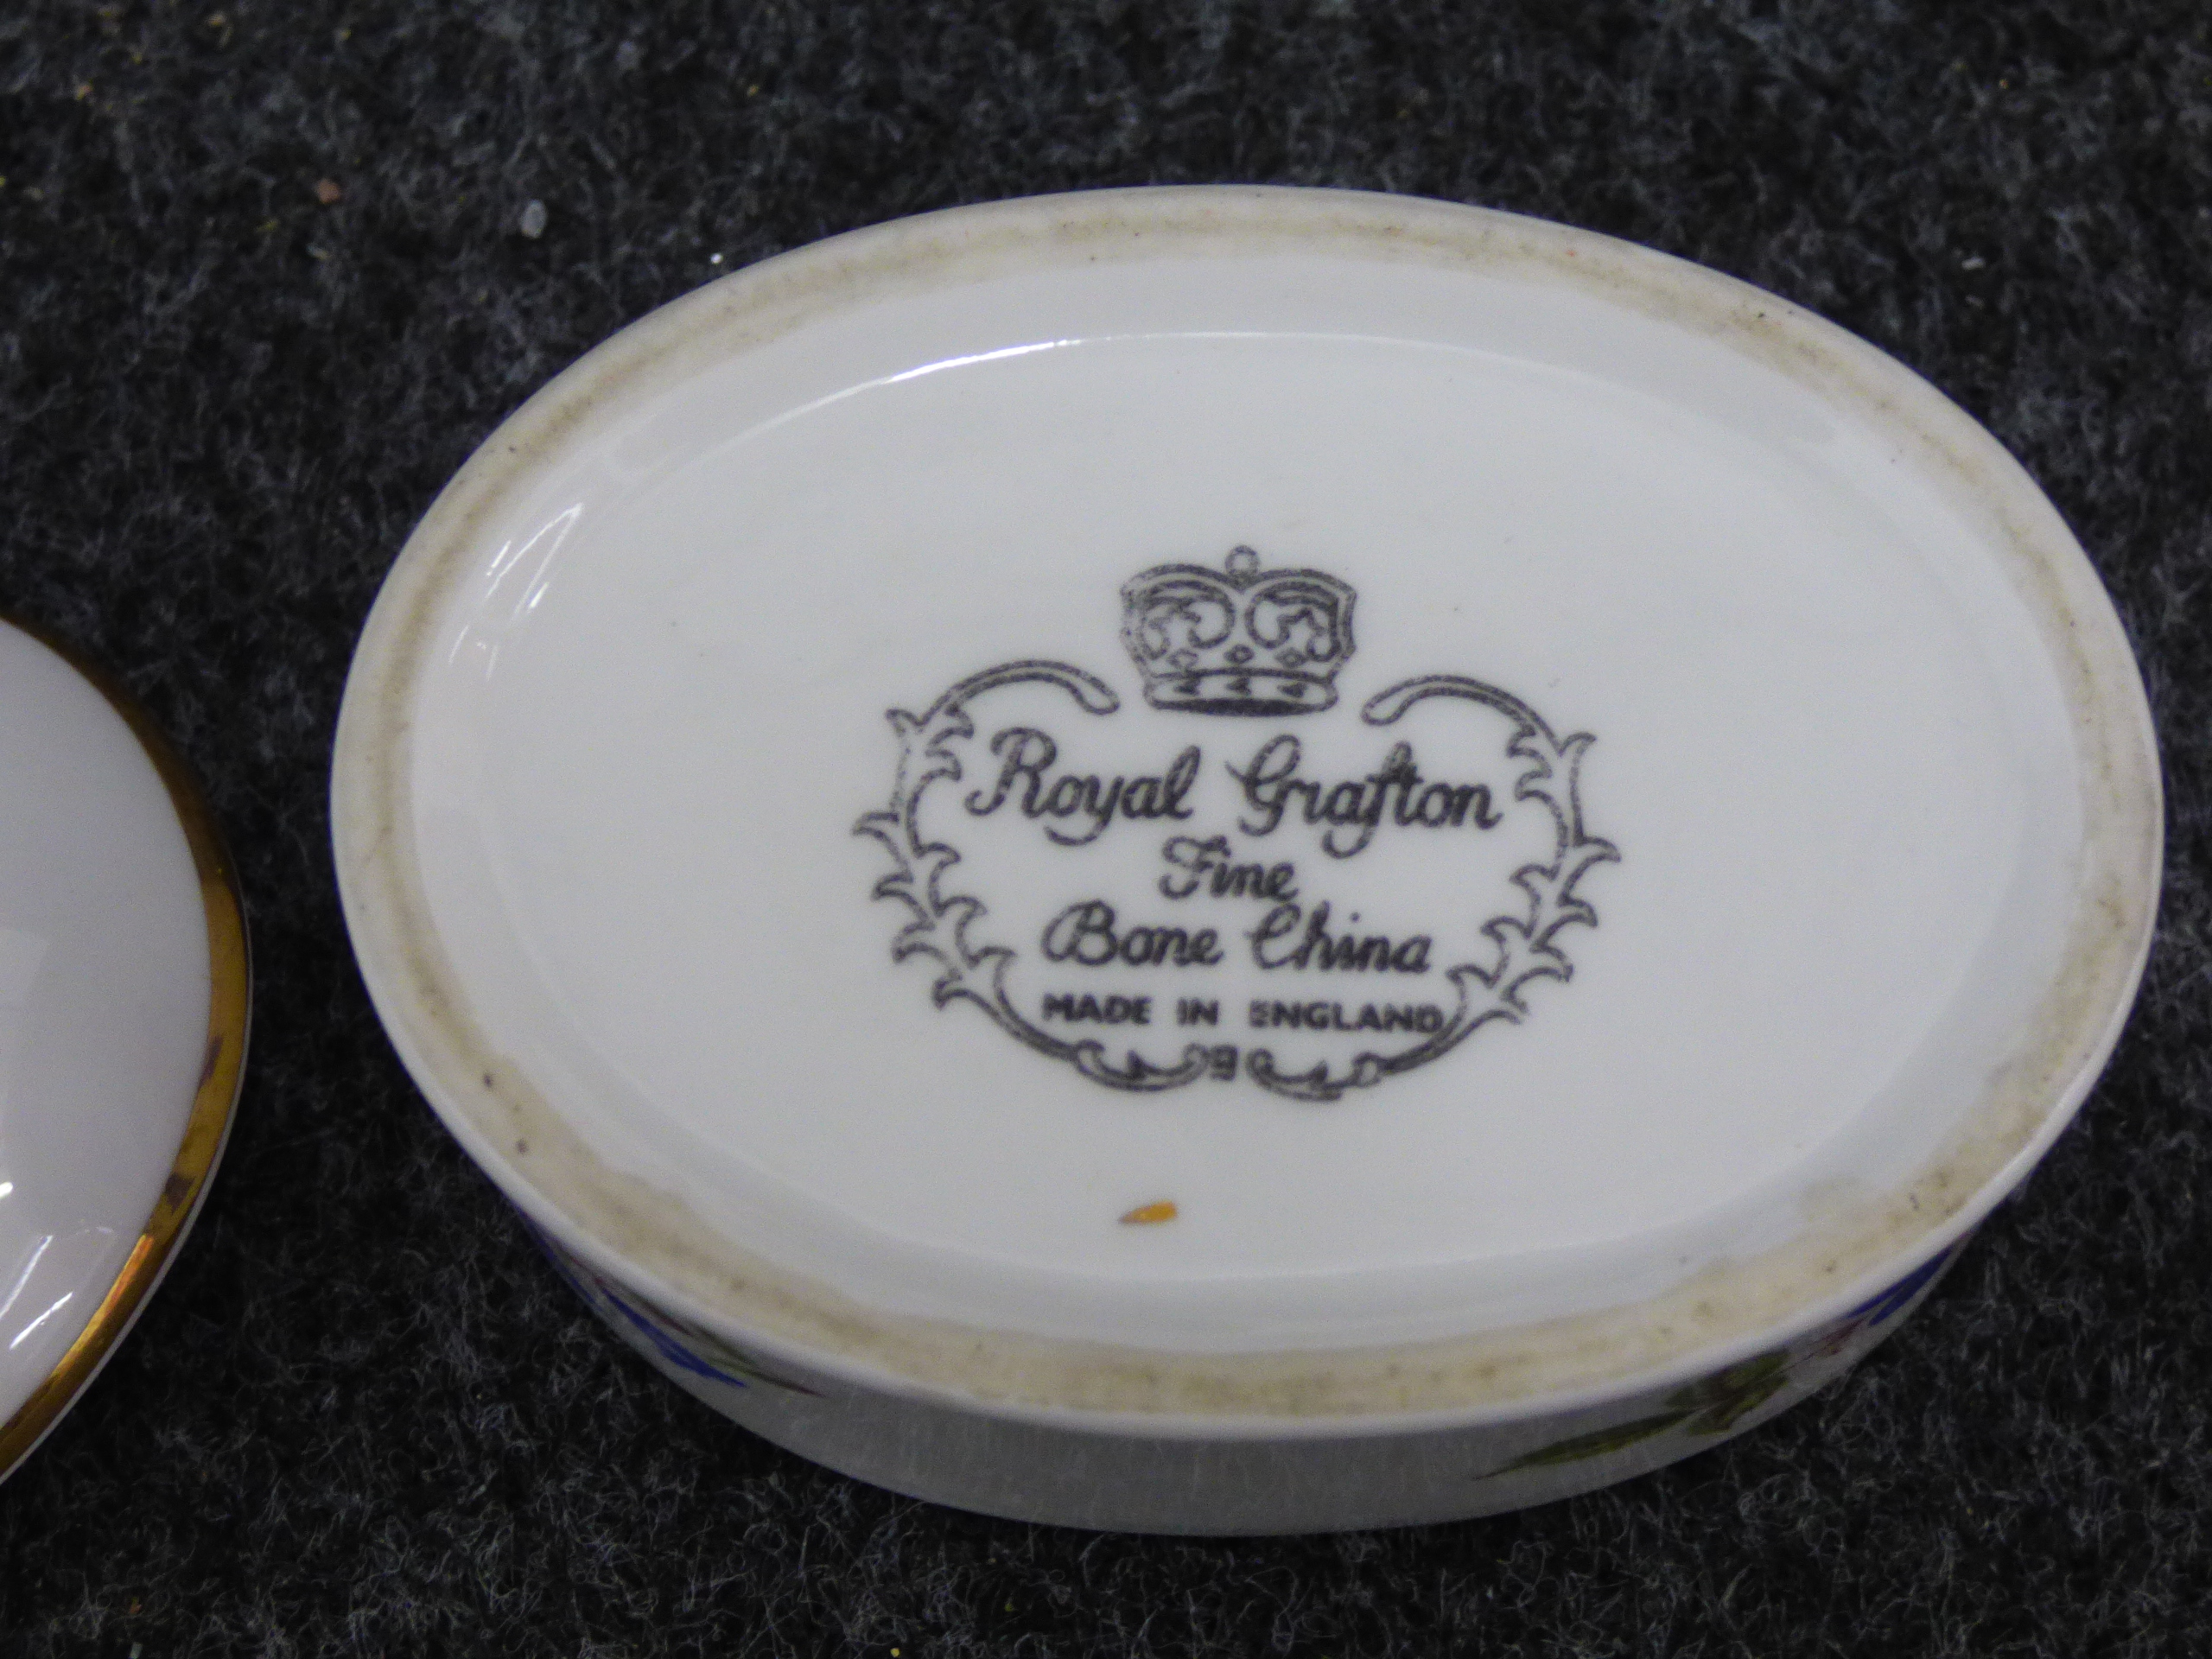 Royal Grafton
Fine
Bone China
MADE IN ENGLAND